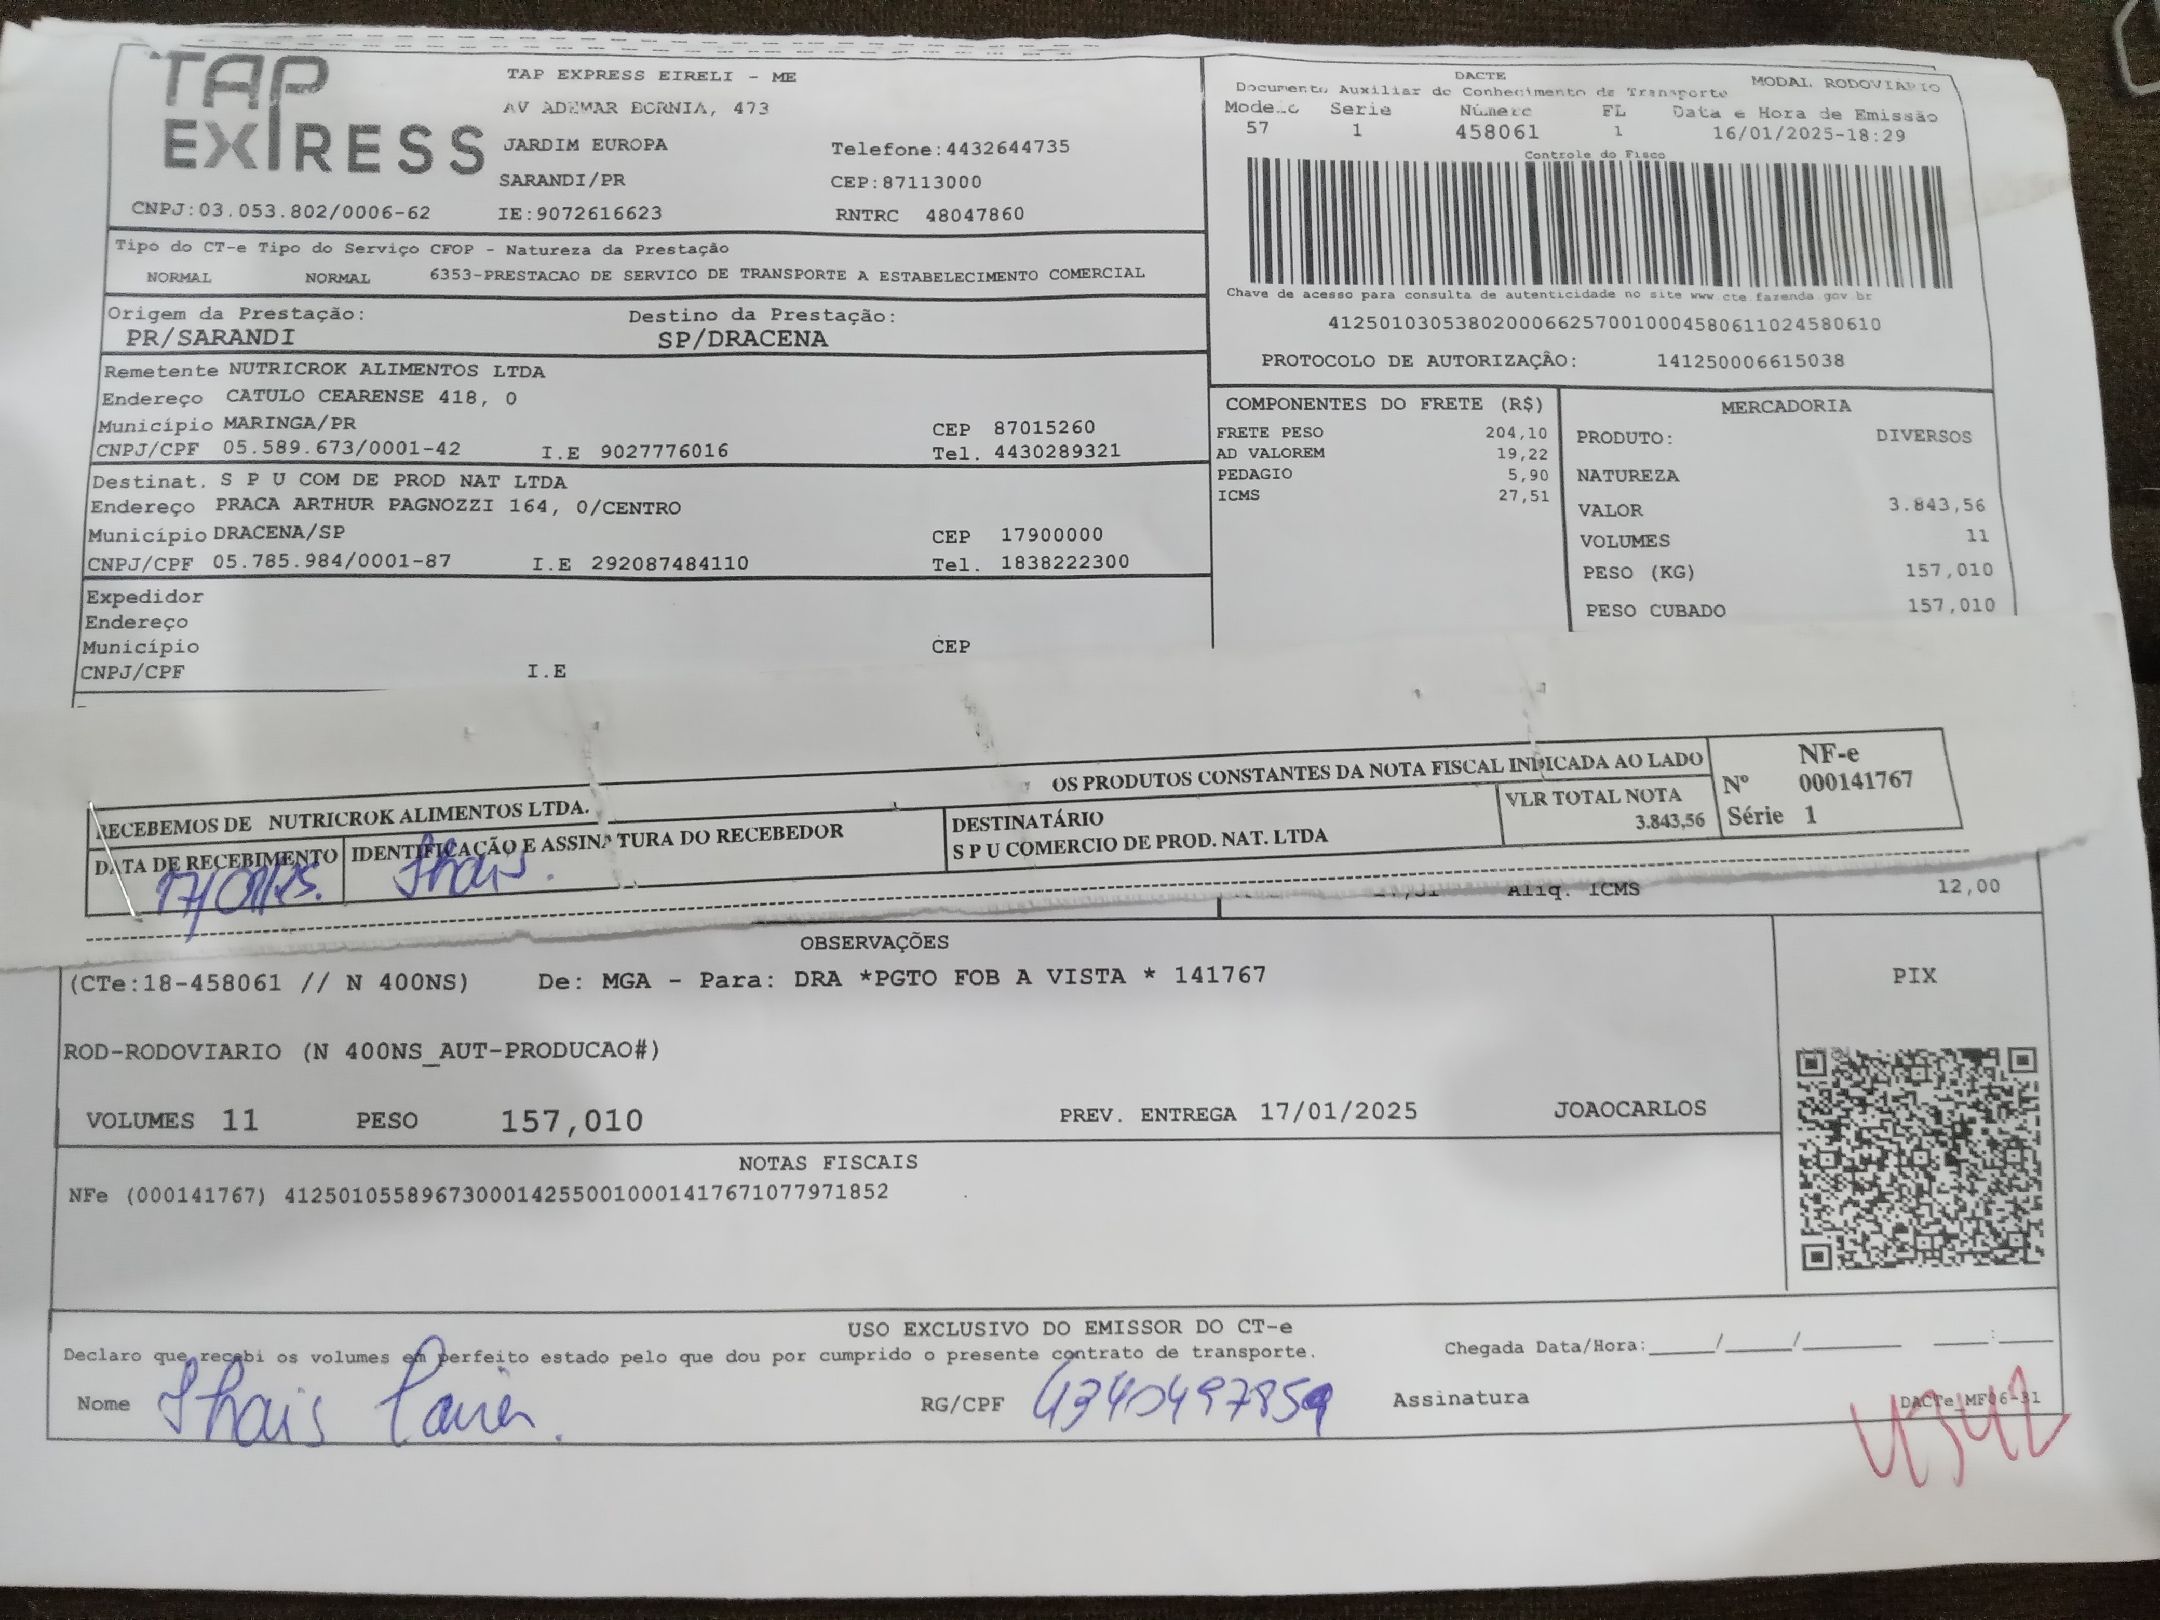 TAP EXPRESS
TAP EXPRESS EIRELI - ME
AV ADEMAR BORNIA, 473
JARDIM EUROPA Telefone:4432644735
SARANDI/PR CEP:87113000
CNPJ:03.053.802/0006-62 IE:9072616623 RNTRC 48047860
DACTE MODAL RODOVIARIO
Documento Auxiliar do Conhecimento de Transporte
Modelo Serie Número FL Data e Hora de Emissão
57 1 458061 1 16/01/2025-18:29
Controle do Fisco
Chave de acesso para consulta de autenticidade no site www.cte.fazenda.gov.br
41250103053802000662570010004580611024580610
PROTOCOLO DE AUTORIZAÇÃO: 141250006615038
Tipo do CT-e Tipo do Serviço CFOP - Natureza da Prestação
NORMAL NORMAL 6353-PRESTACAO DE SERVICO DE TRANSPORTE A ESTABELECIMENTO COMERCIAL
Origem da Prestação: Destino da Prestação:
PR/SARANDI SP/DRACENA
Remetente NUTRICROK ALIMENTOS LTDA
Endereço CATULO CEARENSE 418, 0
Município MARINGA/PR CEP 87015260
CNPJ/CPF 05.589.673/0001-42 I.E 9027776016 Tel. 4430289321
Destinat. S P U COM DE PROD NAT LTDA
Endereço PRACA ARTHUR PAGNOZZI 164, 0/CENTRO
Município DRACENA/SP CEP 17900000
CNPJ/CPF 05.785.984/0001-87 I.E 292087484110 Tel. 1838222300
Expedidor
Endereço
Município CEP
CNPJ/CPF I.E
COMPONENTES DO FRETE (R$)
FRETE PESO 204,10
AD VALOREM 19,22
PEDAGIO 5,90
ICMS 27,51
MERCADORIA
PRODUTO: DIVERSOS
NATUREZA
VALOR 3.843,56
VOLUMES 11
PESO (KG) 157,010
PESO CUBADO 157,010
RECEBEMOS DE NUTRICROK ALIMENTOS LTDA. OS PRODUTOS CONSTANTES DA NOTA FISCAL INDICADA AO LADO
DATA DE RECEBIMENTO IDENTIFICAÇÃO E ASSINATURA DO RECEBEDOR
17/01/25. Thais.
DESTINATÁRIO
S P U COMERCIO DE PROD. NAT. LTDA
VLR TOTAL NOTA
3.843,56
NF-e
Nº 000141767
Série 1
Aliq. ICMS 12,00
OBSERVAÇÕES
(CTe:18-458061 // N 400NS) De: MGA - Para: DRA *PGTO FOB A VISTA * 141767
ROD-RODOVIARIO (N 400NS_AUT-PRODUCAO#)
VOLUMES 11 PESO 157,010 PREV. ENTREGA 17/01/2025 JOAOCARLOS
PIX
NOTAS FISCAIS
NFe (000141767) 41250105589673000142550010001417671077971852
USO EXCLUSIVO DO EMISSOR DO CT-e
Declaro que recebi os volumes em perfeito estado pelo que dou por cumprido o presente contrato de transporte. Chegada Data/Hora:_____/_____/_______ ____:____
Nome Thais RG/CPF 4340497859 Assinatura
DACTe_MF06-31